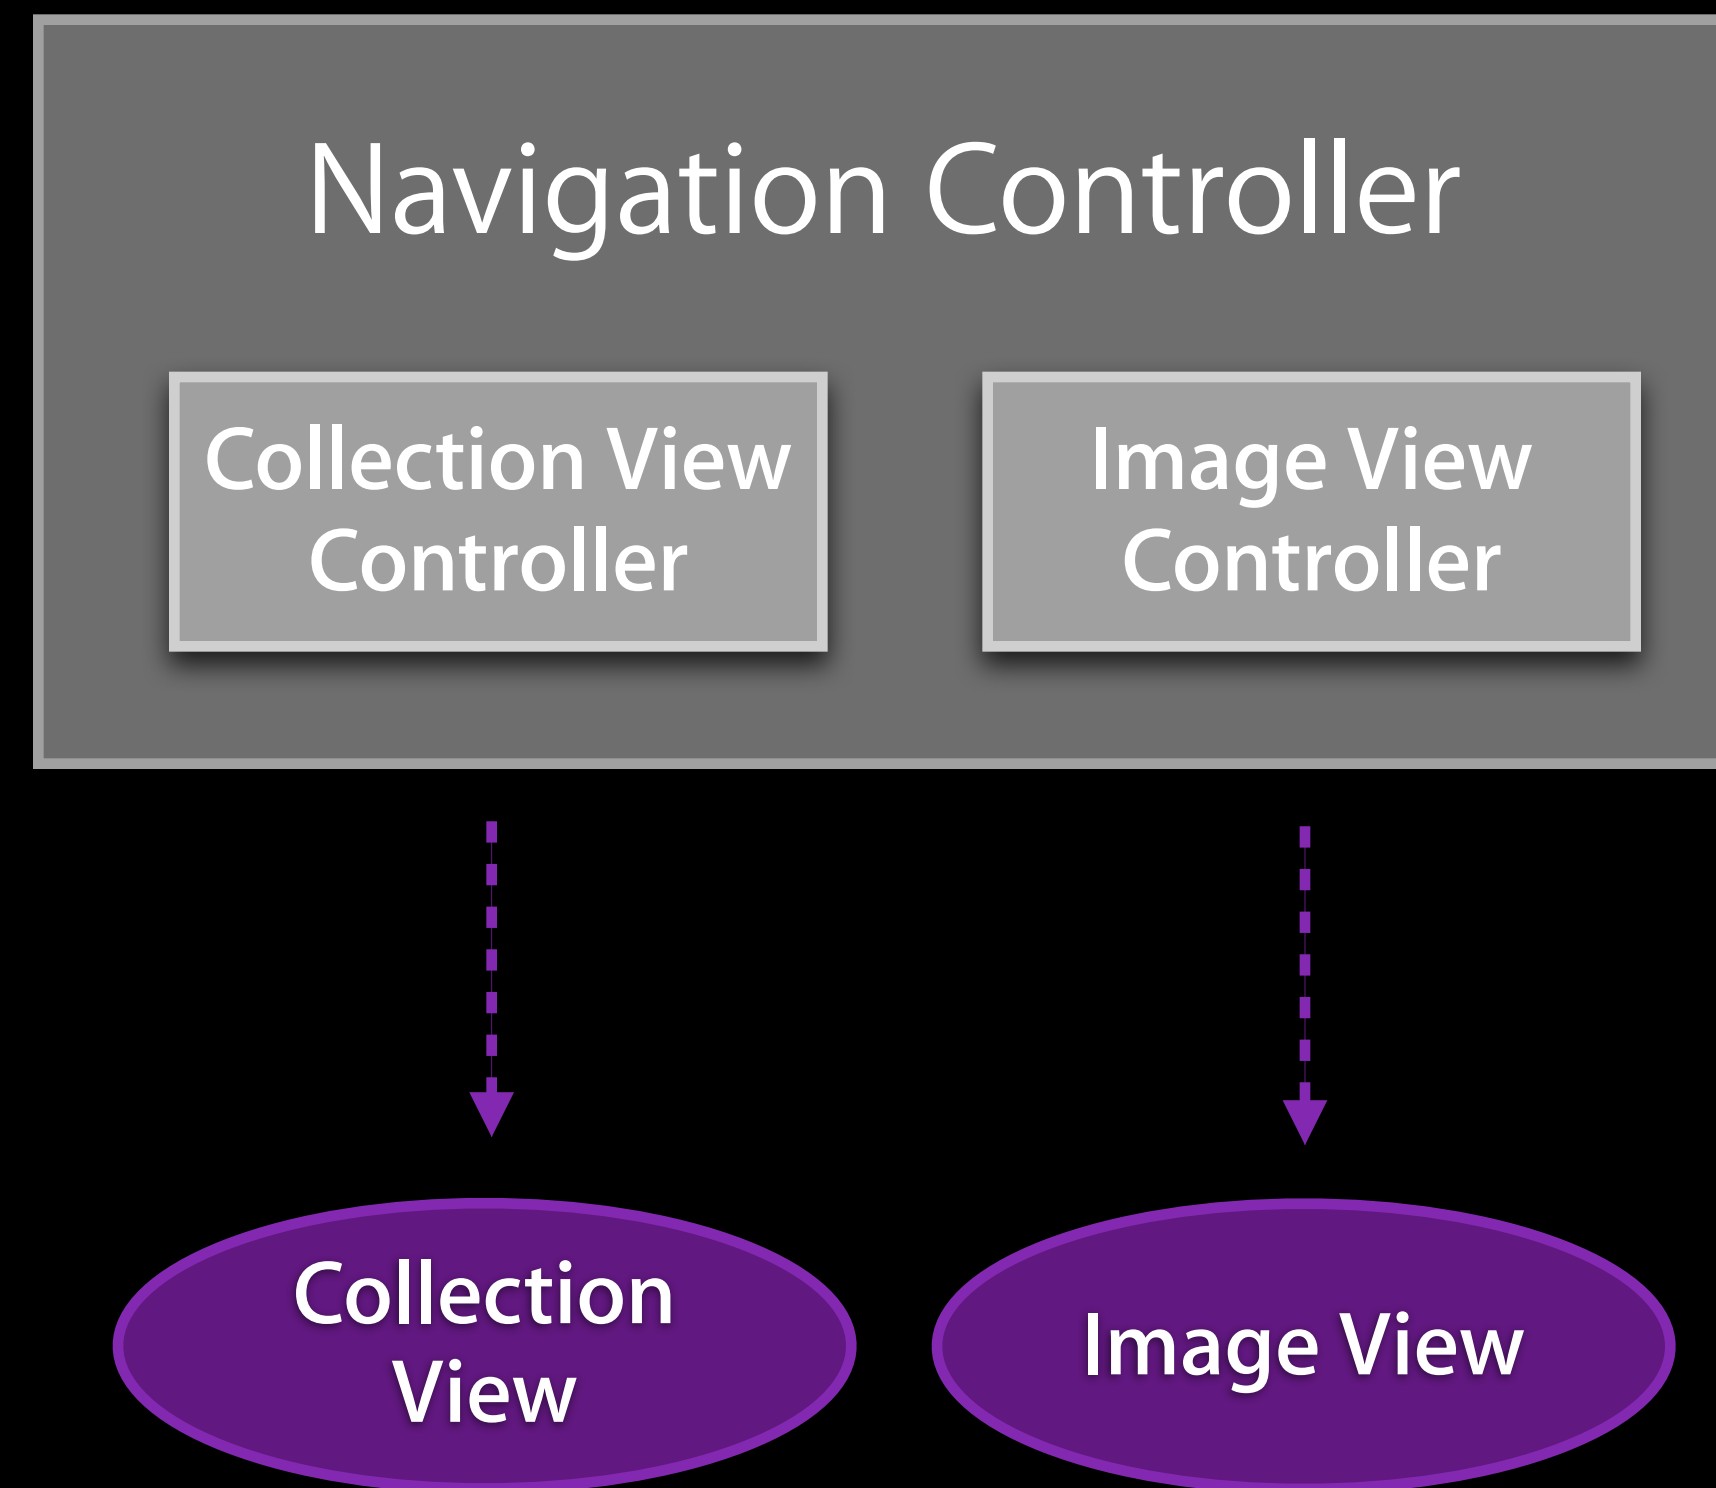 Navigation Controller
Collection View
Controller
Image View
Controller
Collection
View
Image View